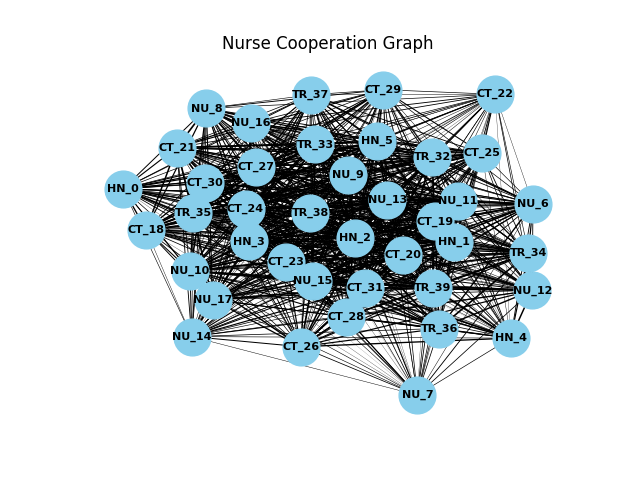 Nurse Cooperation Graph
CT_29
CT_22
TR_37
NU_8
NU_16
HN_5
TR_33
CT_21
CT_25
TR_32
CT_27
NU_9
CT_30
HN_0
NU_13
NU_11
NU_6
CT_24
TR_35
TR_38
CT_19
CT_18
HN_2
HN_3
HN_1
TR_34
CT_20
CT_23
NU_10
NU_15
CT_31
TR_39
NU_12
NU_17
CT_28
TR_36
NU_14
HN_4
CT_26
NU_7